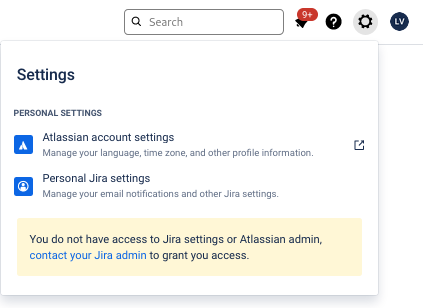 Search
9+
LV
Settings
PERSONAL SETTINGS
Atlassian account settings
Manage your language, time zone, and other profile information.
Personal Jira settings
Manage your email notifications and other Jira settings.
You do not have access to Jira settings or Atlassian admin,
contact your Jira admin to grant you access.